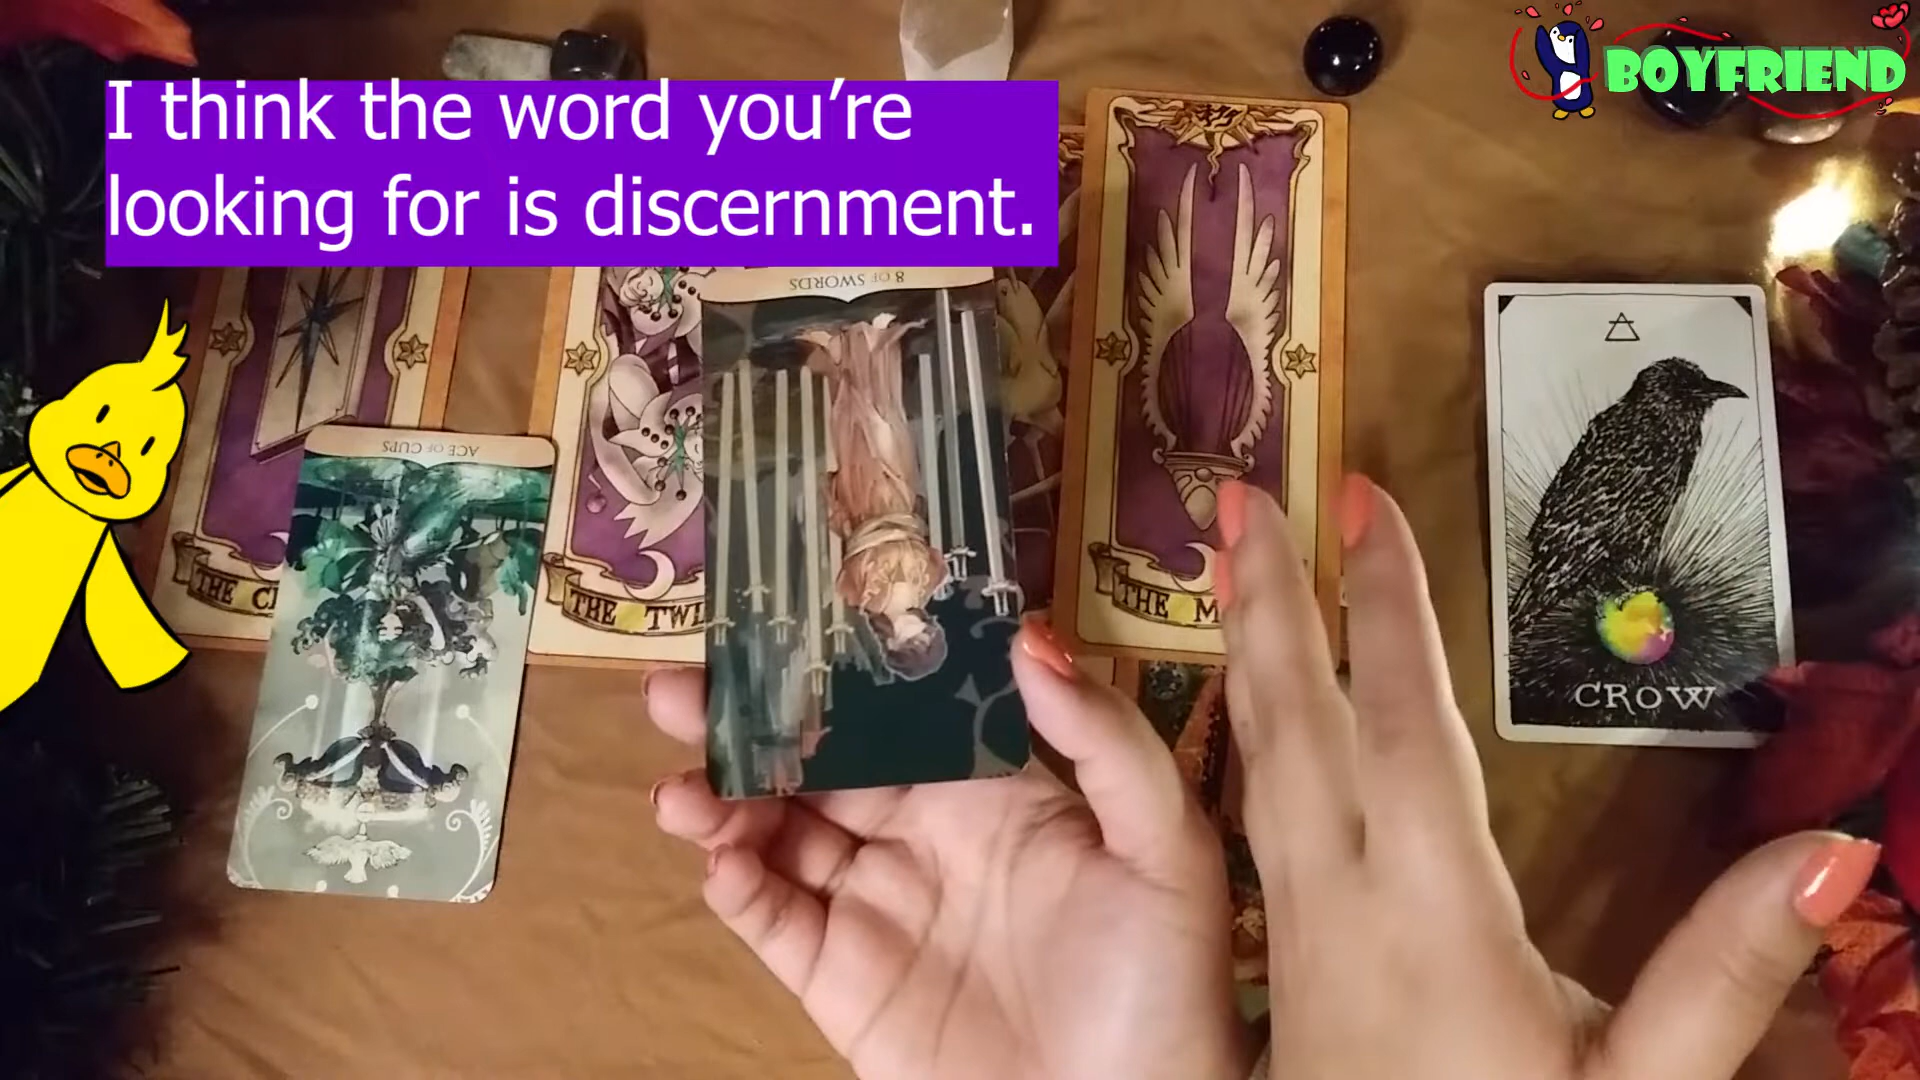 BOYFRIEND
I think the word you’re
looking for is discernment.
8 OF SWORDS
ACE OF CUPS
THE
THE
THE
CROW